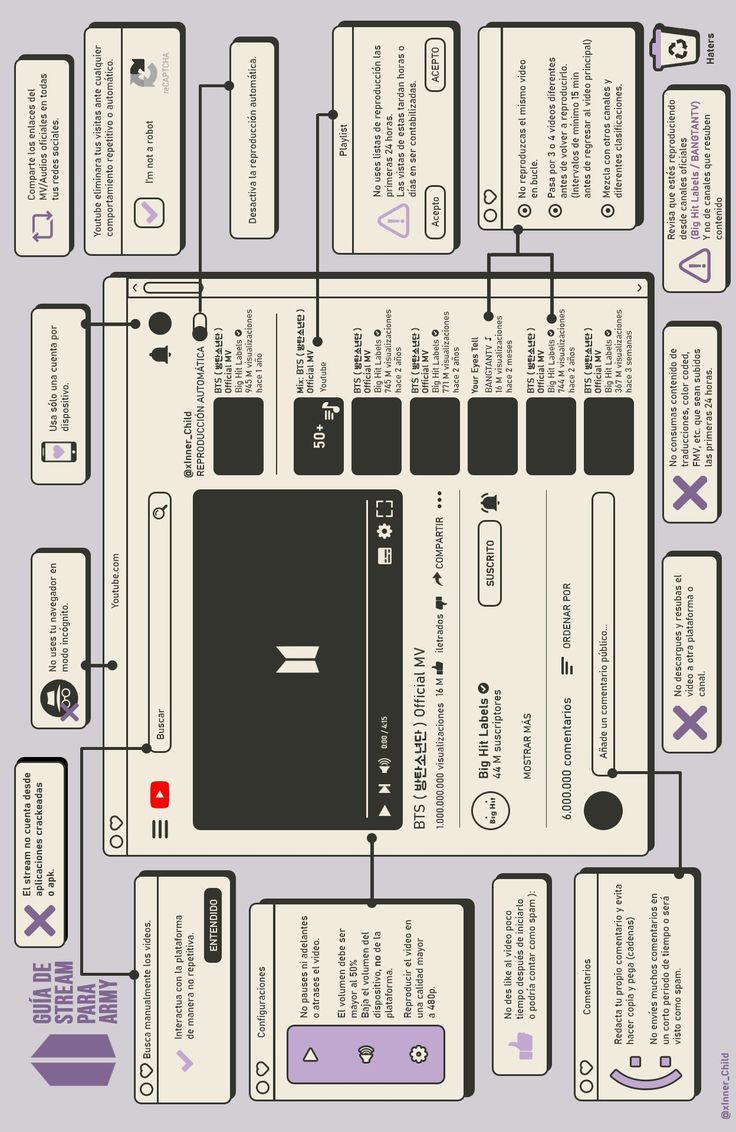 GUÍA DE
STREAM
PARA
ARMY
El stream no cuenta desde
aplicaciones crackeadas
o apk.
No uses tu navegador en
modo incógnito.
Usa sólo una cuenta por
dispositivo.
Comparte los enlaces del
MV/Audios oficiales en todas
tus redes sociales.
Busca manualmente los videos.
Interactua con la plataforma
de manera no repetitiva.
ENTENDIDO
Youtube eliminara tus visitas ante cualquier
comportamiento repetitivo o automático.
I'm not a robot
reCAPTCHA
Desactiva la reproducción automática.
Configuraciones
No pauses ni adelantes
o atrases el video.
El volumen debe ser
mayor al 50%
Baja el volumen del
dispositivo, no de la
plataforma.
Reproducir el video en
una calidad mayor
a 480p.
No des like al video poco
tiempo después de iniciarlo
o podría contar como spam ):
Comentarios
Redacta tu propio comentario y evita
hacer copia y pega (cadenas)
No envíes muchos comentarios en
un corto periodo de tiempo o será
visto como spam.
@xInner_Child
Youtube.com
Buscar
0:00 / 4:15
BTS ( 방탄소년단 ) Official MV
1.000.000.000 visualizaciones 16 M iletrados COMPARTIR
Big Hit
Big Hit Labels
44 M suscriptores
SUSCRITO
MOSTRAR MÁS
6.000.000 comentarios ORDENAR POR
Añade un comentario público...
@xInner_Child
REPRODUCCIÓN AUTOMÁTICA
BTS ( 방탄소년단 )
Official MV
Big Hit Labels
945 M visualizaciones
hace 1 año
50+
Mix: BTS ( 방탄소년단 )
Official MV
Youtube
BTS ( 방탄소년단 )
Official MV
Big Hit Labels
745 M visualizaciones
hace 2 años
BTS ( 방탄소년단 )
Official MV
Big Hit Labels
771 M visualizaciones
hace 2 años
Your Eyes Tell
BANGTANTV ♪
16 M visualizaciones
hace 2 meses
BTS ( 방탄소년단 )
Official MV
Big Hit Labels
744 M visualizaciones
hace 2 años
BTS ( 방탄소년단 )
Official MV
Big Hit Labels
367 M visualizaciones
hace 3 semanas
Playlist
No uses listas de reproducción las
primeras 24 horas.
Las vistas de estas tardan horas o
días en ser contabilizadas.
Acepto
ACEPTO
No reproduzcas el mismo video
en bucle.
Pasa por 3 o 4 videos diferentes
antes de volver a reproducirlo.
(Intervalos de mínimo 15 min
antes de regresar al video principal)
Mezcla con otros canales y
diferentes clasificaciones.
No descargues y resubas el
video a otra plataforma o
canal.
No consumas contenido de
traducciones, color coded,
FMV, etc. que sean subidos
las primeras 24 horas.
Revisa que estés reproduciendo
desde canales oficiales
(Big Hit Labels / BANGTANTV)
Y no de canales que resuben
contenido
Haters